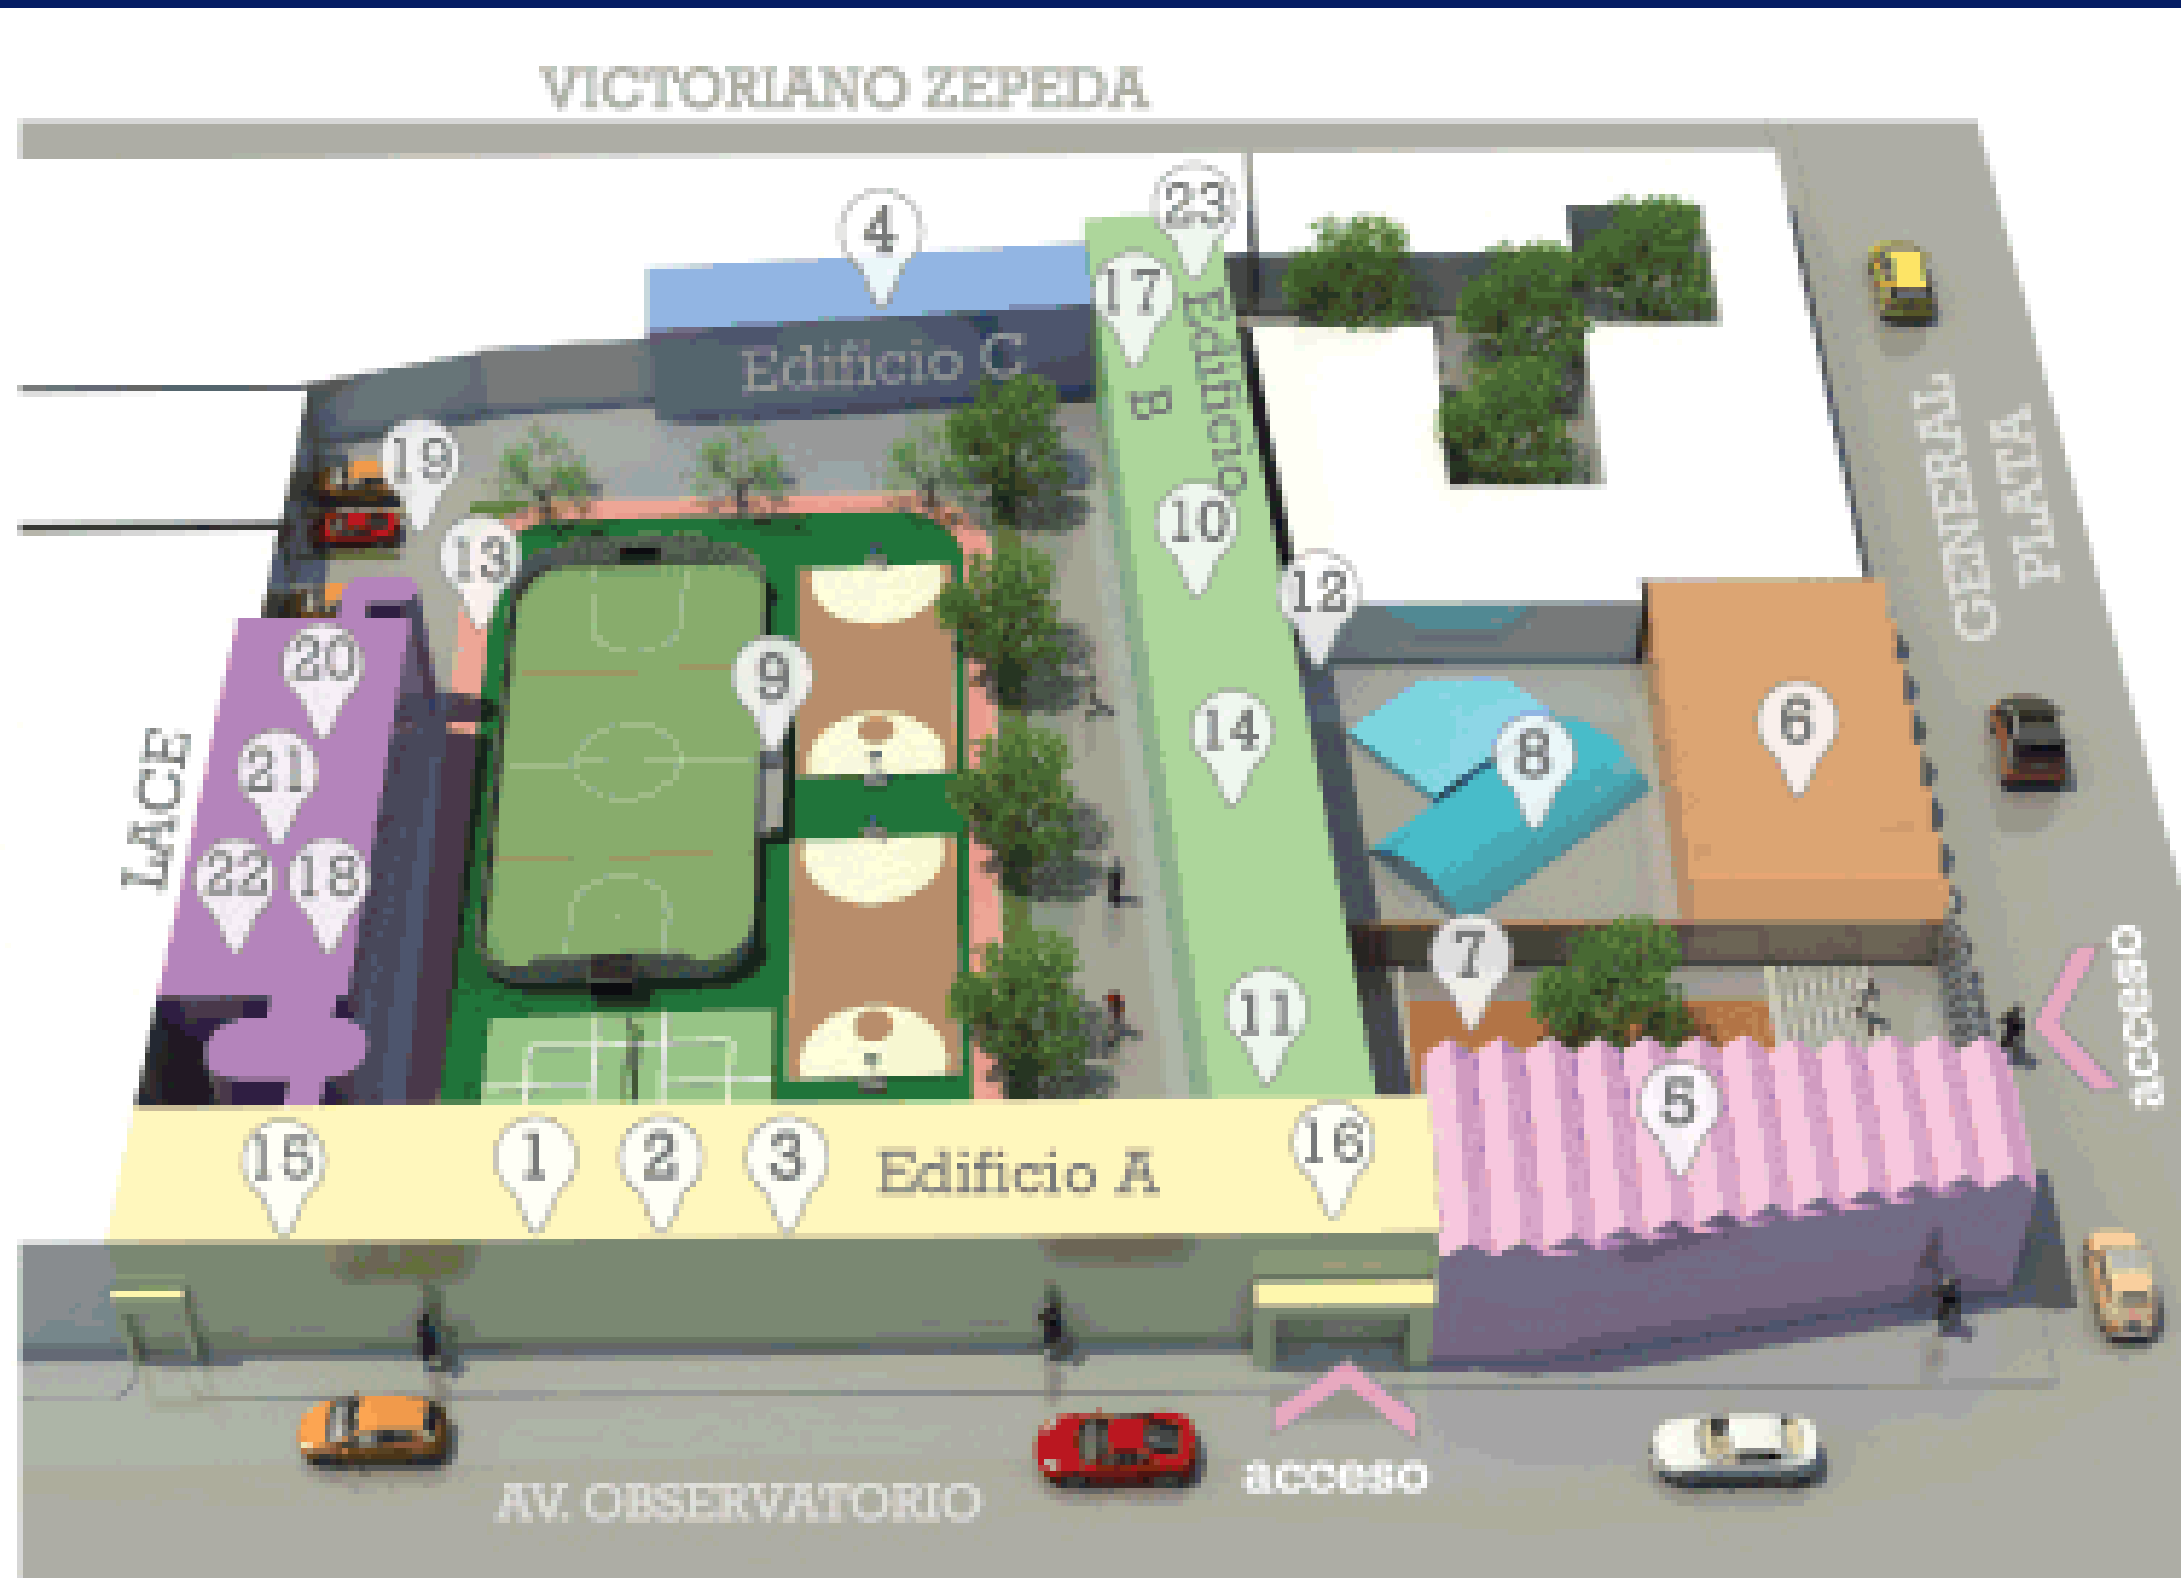 VICTORIANO ZEPEDA
4
23
17
Edificio C
Edificio
B
19
10
13
12
GENERAL
PLATA
20
9
6
14
8
21
LACE
22
18
7
11
acceso
5
15
1
2
3
Edificio A
16
acceso
AV. OBSERVATORIO